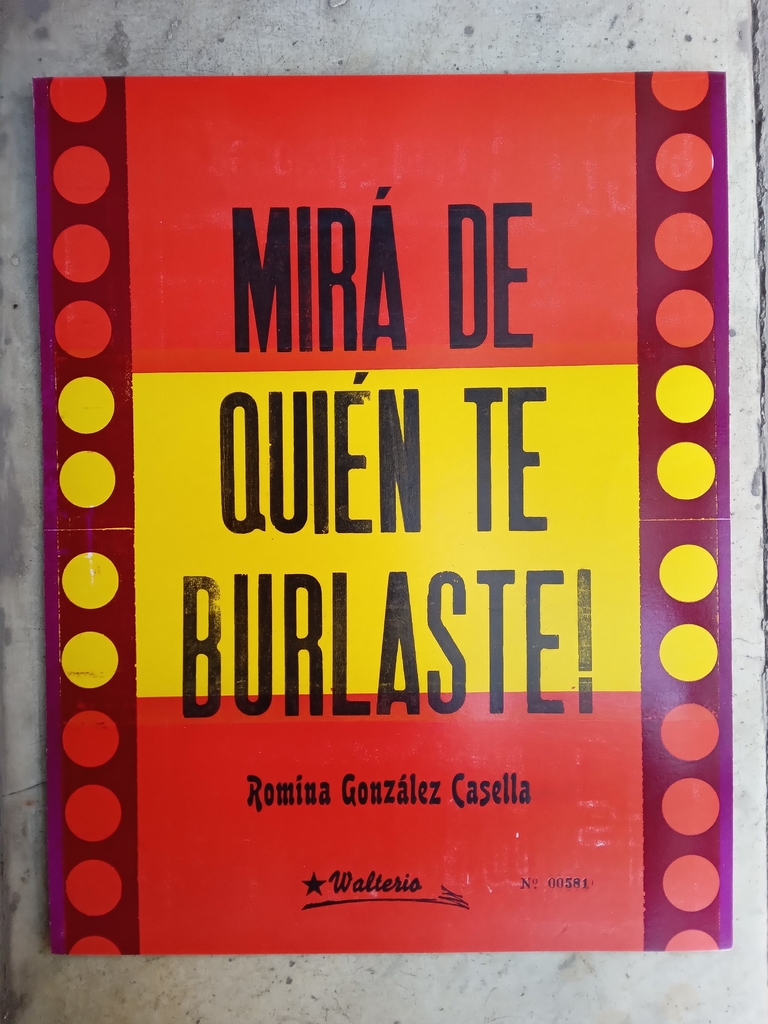 MIRÁ DE
QUIÉN TE
BURLASTE!
Romina González Casella
★Walterio
Nº 00581